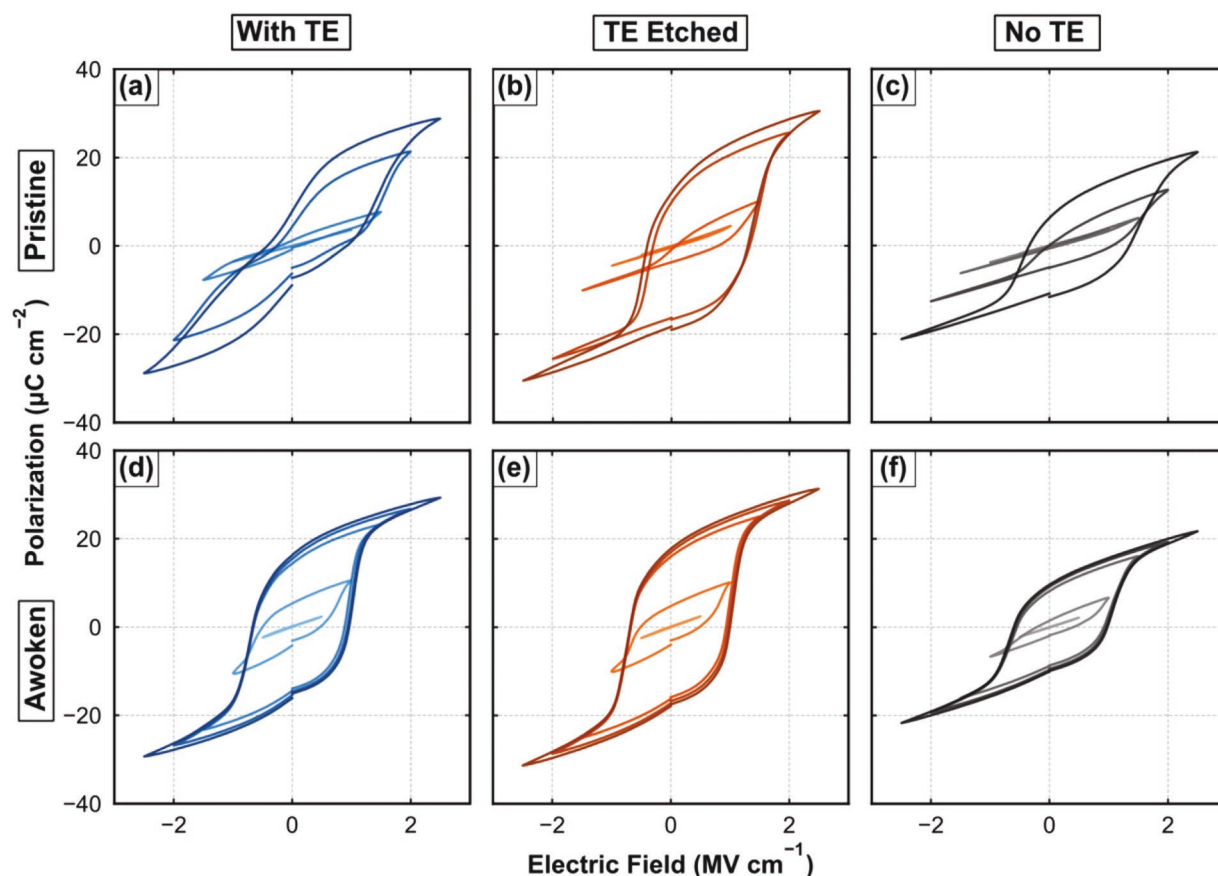 With TE
TE Etched
No TE
Pristine
Awoken
Polarization (µC cm⁻²)
40
20
0
−20
−40
(a)
(b)
(c)
40
20
0
−20
−40
(d)
(e)
(f)
−2
0
2
−2
0
2
−2
0
2
Electric Field (MV cm⁻¹)